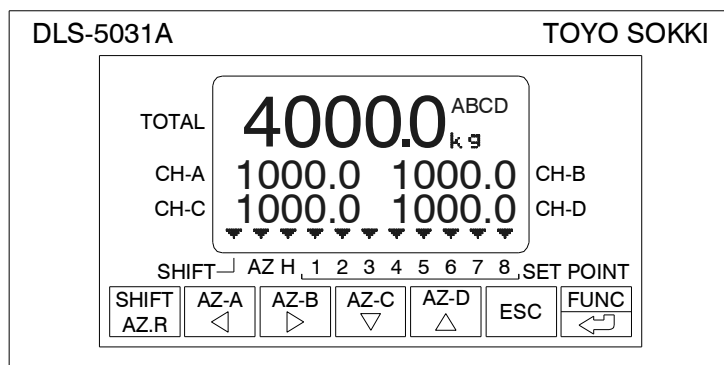 DLS-5031A TOYO SOKKI
TOTAL 4000.0 ABCD kg
CH-A 1000.0 1000.0 CH-B
CH-C 1000.0 1000.0 CH-D
SHIFT AZ H 1 2 3 4 5 6 7 8 SET POINT
SHIFT AZ-A AZ-B AZ-C AZ-D ESC FUNC
AZ.R